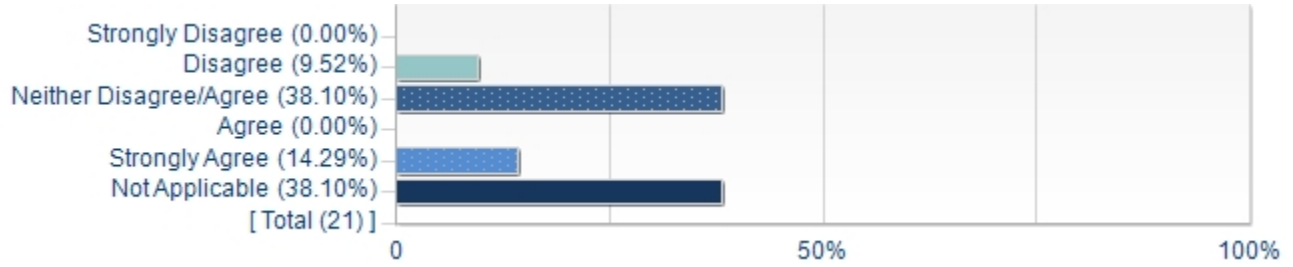 Strongly Disagree (0.00%)
Disagree (9.52%)
Neither Disagree/Agree (38.10%)
Agree (0.00%)
Strongly Agree (14.29%)
Not Applicable (38.10%)
[ Total (21) ]
0 50% 100%